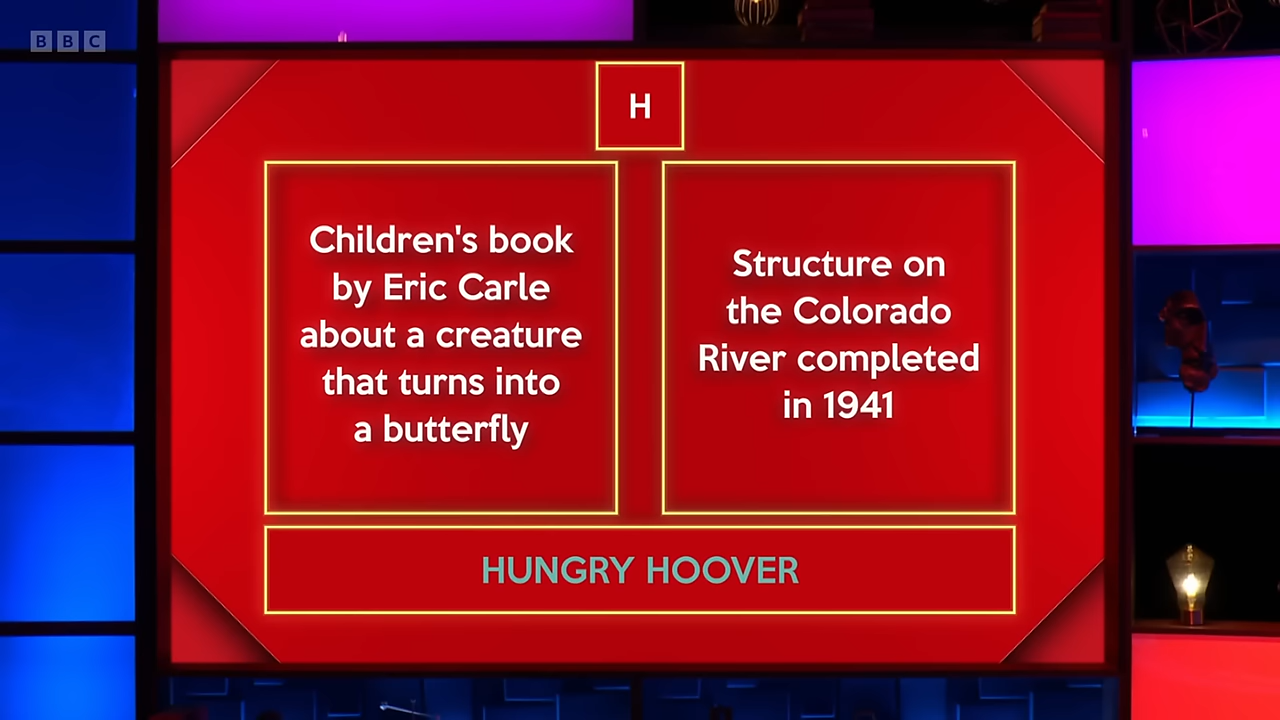 BBC
H
Children's book
by Eric Carle
about a creature
that turns into
a butterfly
Structure on
the Colorado
River completed
in 1941
HUNGRY HOOVER